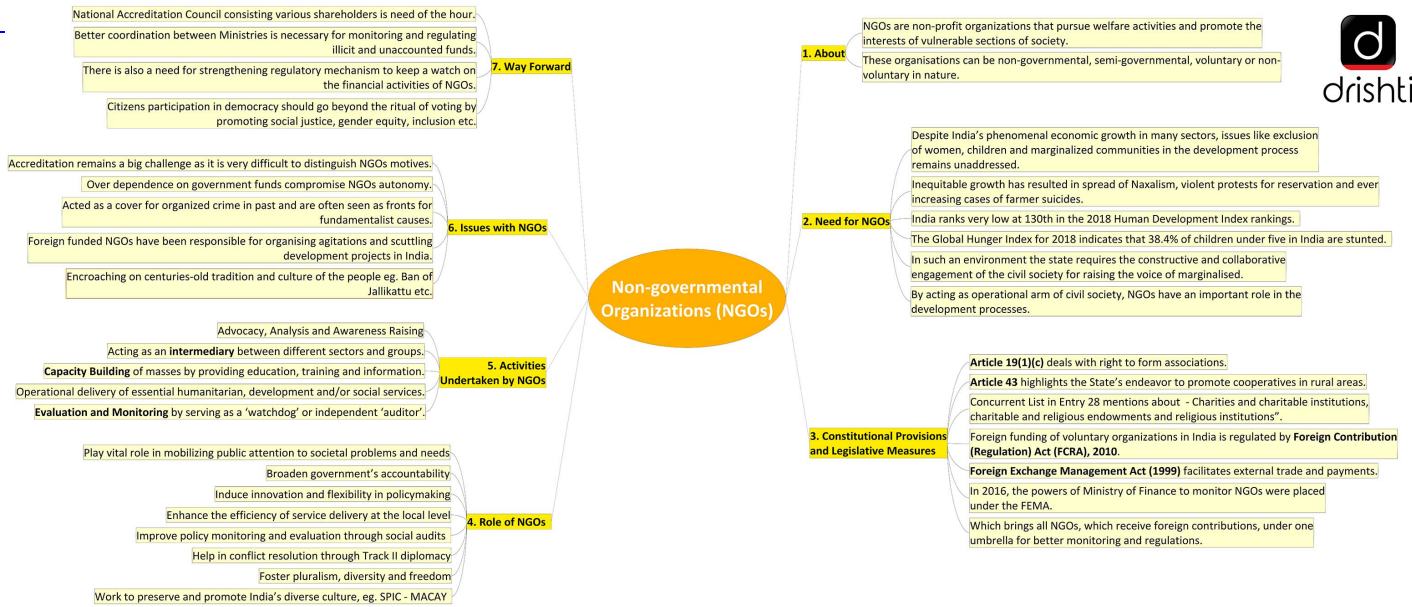 drishti
Non-governmental
Organizations (NGOs)
1. About
NGOs are non-profit organizations that pursue welfare activities and promote the
interests of vulnerable sections of society.
These organisations can be non-governmental, semi-governmental, voluntary or non-
voluntary in nature.
2. Need for NGOs
Despite India’s phenomenal economic growth in many sectors, issues like exclusion
of women, children and marginalized communities in the development process
remains unaddressed.
Inequitable growth has resulted in spread of Naxalism, violent protests for reservation and ever
increasing cases of farmer suicides.
India ranks very low at 130th in the 2018 Human Development Index rankings.
The Global Hunger Index for 2018 indicates that 38.4% of children under five in India are stunted.
In such an environment the state requires the constructive and collaborative
engagement of the civil society for raising the voice of marginalised.
By acting as operational arm of civil society, NGOs have an important role in the
development processes.
3. Constitutional Provisions
and Legislative Measures
Article 19(1)(c) deals with right to form associations.
Article 43 highlights the State’s endeavor to promote cooperatives in rural areas.
Concurrent List in Entry 28 mentions about - Charities and charitable institutions,
charitable and religious endowments and religious institutions”.
Foreign funding of voluntary organizations in India is regulated by Foreign Contribution
(Regulation) Act (FCRA), 2010.
Foreign Exchange Management Act (1999) facilitates external trade and payments.
In 2016, the powers of Ministry of Finance to monitor NGOs were placed
under the FEMA.
Which brings all NGOs, which receive foreign contributions, under one
umbrella for better monitoring and regulations.
4. Role of NGOs
Play vital role in mobilizing public attention to societal problems and needs
Broaden government’s accountability
Induce innovation and flexibility in policymaking
Enhance the efficiency of service delivery at the local level
Improve policy monitoring and evaluation through social audits
Help in conflict resolution through Track II diplomacy
Foster pluralism, diversity and freedom
Work to preserve and promote India’s diverse culture, eg. SPIC - MACAY
5. Activities
Undertaken by NGOs
Advocacy, Analysis and Awareness Raising
Acting as an intermediary between different sectors and groups.
Capacity Building of masses by providing education, training and information.
Operational delivery of essential humanitarian, development and/or social services.
Evaluation and Monitoring by serving as a ‘watchdog’ or independent ‘auditor’.
6. Issues with NGOs
Accreditation remains a big challenge as it is very difficult to distinguish NGOs motives.
Over dependence on government funds compromise NGOs autonomy.
Acted as a cover for organized crime in past and are often seen as fronts for
fundamentalist causes.
Foreign funded NGOs have been responsible for organising agitations and scuttling
development projects in India.
Encroaching on centuries-old tradition and culture of the people eg. Ban of
Jallikattu etc.
7. Way Forward
National Accreditation Council consisting various shareholders is need of the hour.
Better coordination between Ministries is necessary for monitoring and regulating
illicit and unaccounted funds.
There is also a need for strengthening regulatory mechanism to keep a watch on
the financial activities of NGOs.
Citizens participation in democracy should go beyond the ritual of voting by
promoting social justice, gender equity, inclusion etc.